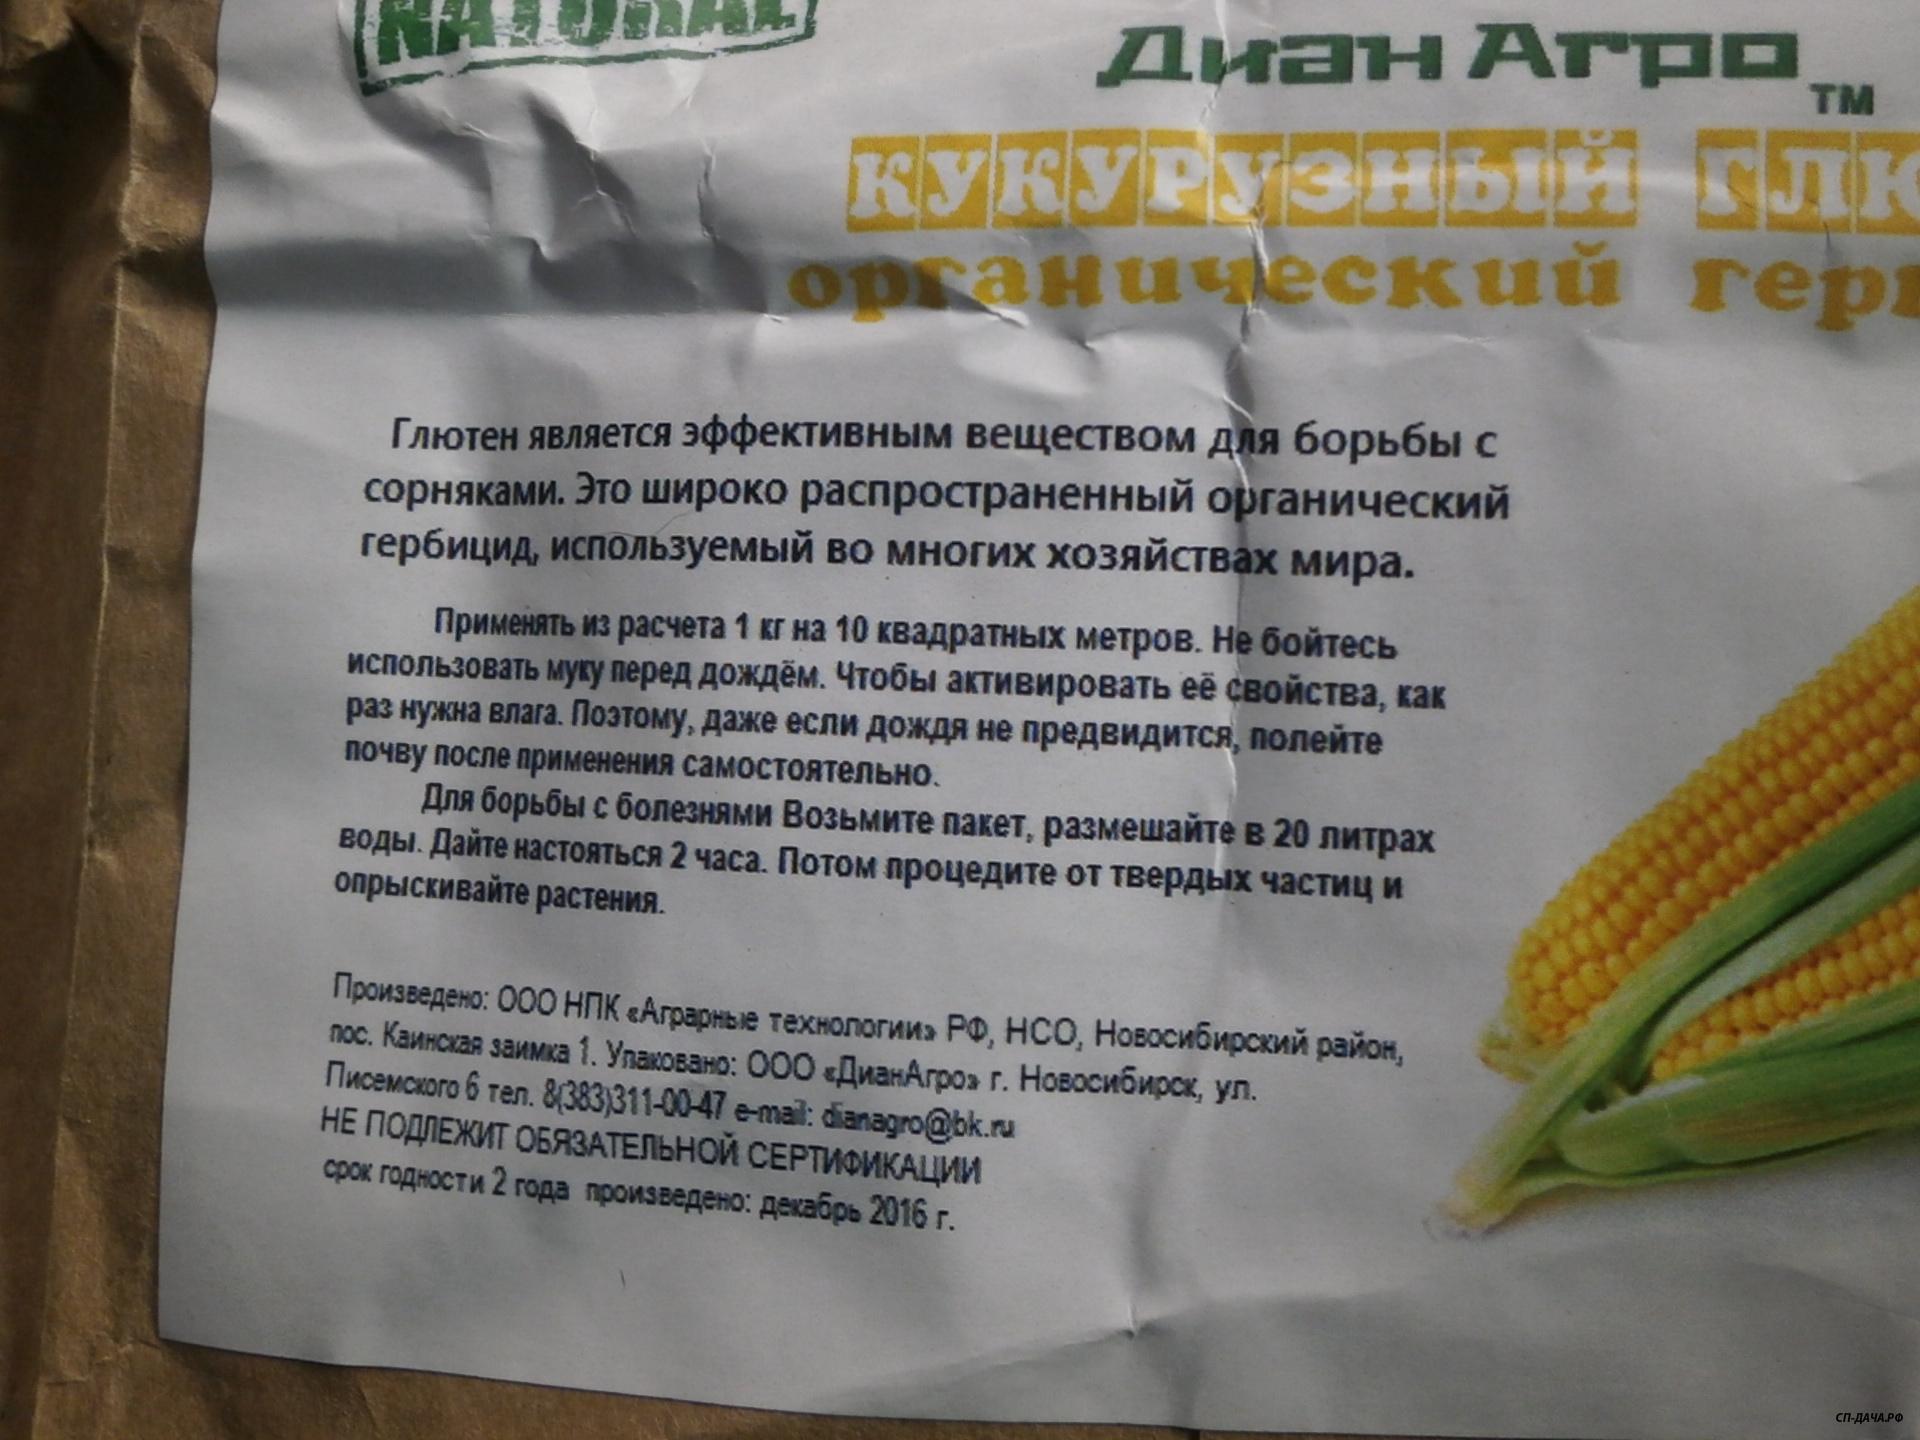 NATURAL
Диан Агро
ТМ
КУКУРУЗНЫЙ ГЛЮ
органический герб
Глютен является эффективным веществом для борьбы с
сорняками. Это широко распространенный органический
гербицид, используемый во многих хозяйствах мира.
Применять из расчета 1 кг на 10 квадратных метров. Не бойтесь
использовать муку перед дождём. Чтобы активировать её свойства, как
раз нужна влага. Поэтому, даже если дождя не предвидится, полейте
почву после применения самостоятельно.
Для борьбы с болезнями Возьмите пакет, размешайте в 20 литрах
воды. Дайте настояться 2 часа. Потом процедите от твердых частиц и
опрыскивайте растения.
Произведено: ООО НПК «Аграрные технологии» РФ, НСО, Новосибирский район,
пос. Каинская заимка 1. Упаковано: ООО «ДианАгро» г. Новосибирск, ул.
Писемского 6 тел. 8(383)311-00-47 e-mail: dianagro@bk.ru
НЕ ПОДЛЕЖИТ ОБЯЗАТЕЛЬНОЙ СЕРТИФИКАЦИИ
срок годности 2 года произведено: декабрь 2016 г.
СП-ДАЧА.РФ